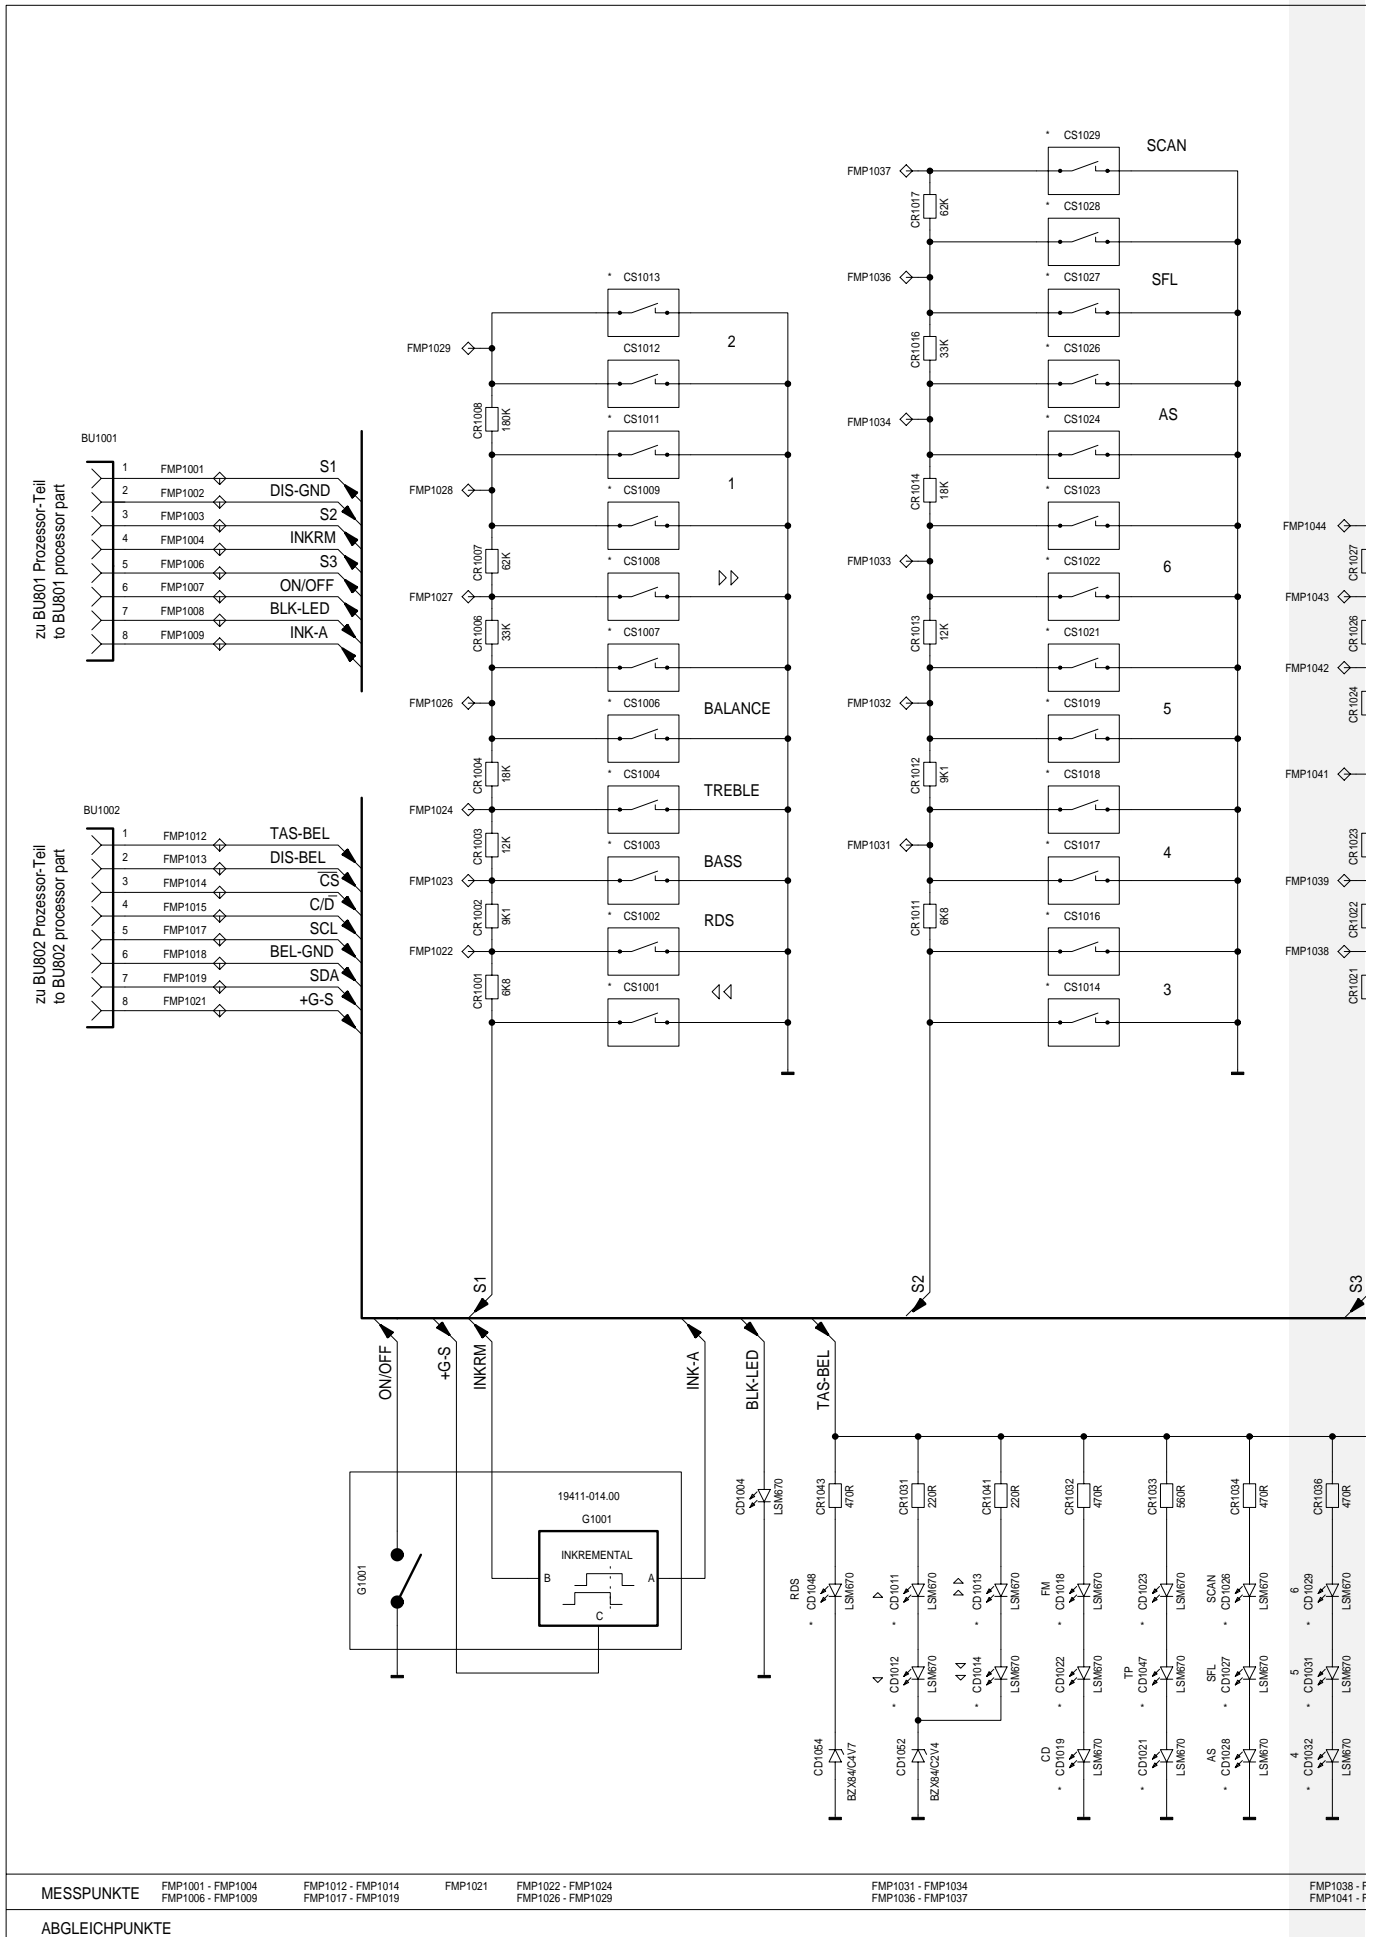 * CS1029
SCAN
FMP1037
CR1017
62K
* CS1028
FMP1036
* CS1027
SFL
CR1016
33K
* CS1026
FMP1034
* CS1024
AS
CR1014
18K
* CS1023
FMP1033
* CS1022
6
CR1013
12K
* CS1021
FMP1032
* CS1019
5
CR1012
9K1
* CS1018
FMP1031
* CS1017
4
CR1011
6K8
* CS1016
* CS1014
3
* CS1013
2
FMP1029
* CS1012
CR1008
180K
* CS1011
1
FMP1028
* CS1009
CR1007
62K
* CS1008
FMP1027
CR1006
33K
* CS1007
FMP1026
* CS1006
BALANCE
CR1004
18K
* CS1004
TREBLE
FMP1024
CR1003
12K
* CS1003
BASS
FMP1023
CR1002
9K1
* CS1002
RDS
FMP1022
CR1001
6K8
* CS1001
FMP1044
CR1027
FMP1043
CR1026
FMP1042
CR1024
FMP1041
CR1023
FMP1039
CR1022
FMP1038
CR1021
BU1001
zu BU801 Prozessor-Teil
to BU801 processor part
1 FMP1001 S1
2 FMP1002 DIS-GND
3 FMP1003 S2
4 FMP1004 INKRM
5 FMP1006 S3
6 FMP1007 ON/OFF
7 FMP1008 BLK-LED
8 FMP1009 INK-A
BU1002
zu BU802 Prozessor-Teil
to BU802 processor part
1 FMP1012 TAS-BEL
2 FMP1013 DIS-BEL
3 FMP1014 C̅S̅
4 FMP1015 C/D̅
5 FMP1017 SCL
6 FMP1018 BEL-GND
7 FMP1019 SDA
8 FMP1021 +G-S
S1
S2
S3
ON/OFF
+G-S
INKRM
INK-A
BLK-LED
TAS-BEL
G1001
19411-014.00
G1001
INKREMENTAL
B
A
C
CD1004
LSM670
CR1043
470R
CR1031
220R
CR1041
220R
CR1032
470R
CR1033
560R
CR1034
470R
CR1036
470R
RDS
* CD1048
LSM670
CD1011
* LSM670
CD1013
* LSM670
FM
* CD1018
LSM670
* CD1023
LSM670
SCAN
* CD1026
LSM670
6
* CD1029
LSM670
* CD1012
LSM670
* CD1014
LSM670
* CD1022
LSM670
TP
* CD1047
LSM670
SFL
* CD1027
LSM670
5
* CD1031
LSM670
CD1054
BZX84/C4V7
CD1052
BZX84/C2V4
CD
* CD1019
LSM670
* CD1021
LSM670
AS
* CD1028
LSM670
4
* CD1032
LSM670
MESSPUNKTE
FMP1001 - FMP1004
FMP1006 - FMP1009
FMP1012 - FMP1014
FMP1017 - FMP1019
FMP1021
FMP1022 - FMP1024
FMP1026 - FMP1029
FMP1031 - FMP1034
FMP1036 - FMP1037
FMP1038 - F
FMP1041 - F
ABGLEICHPUNKTE